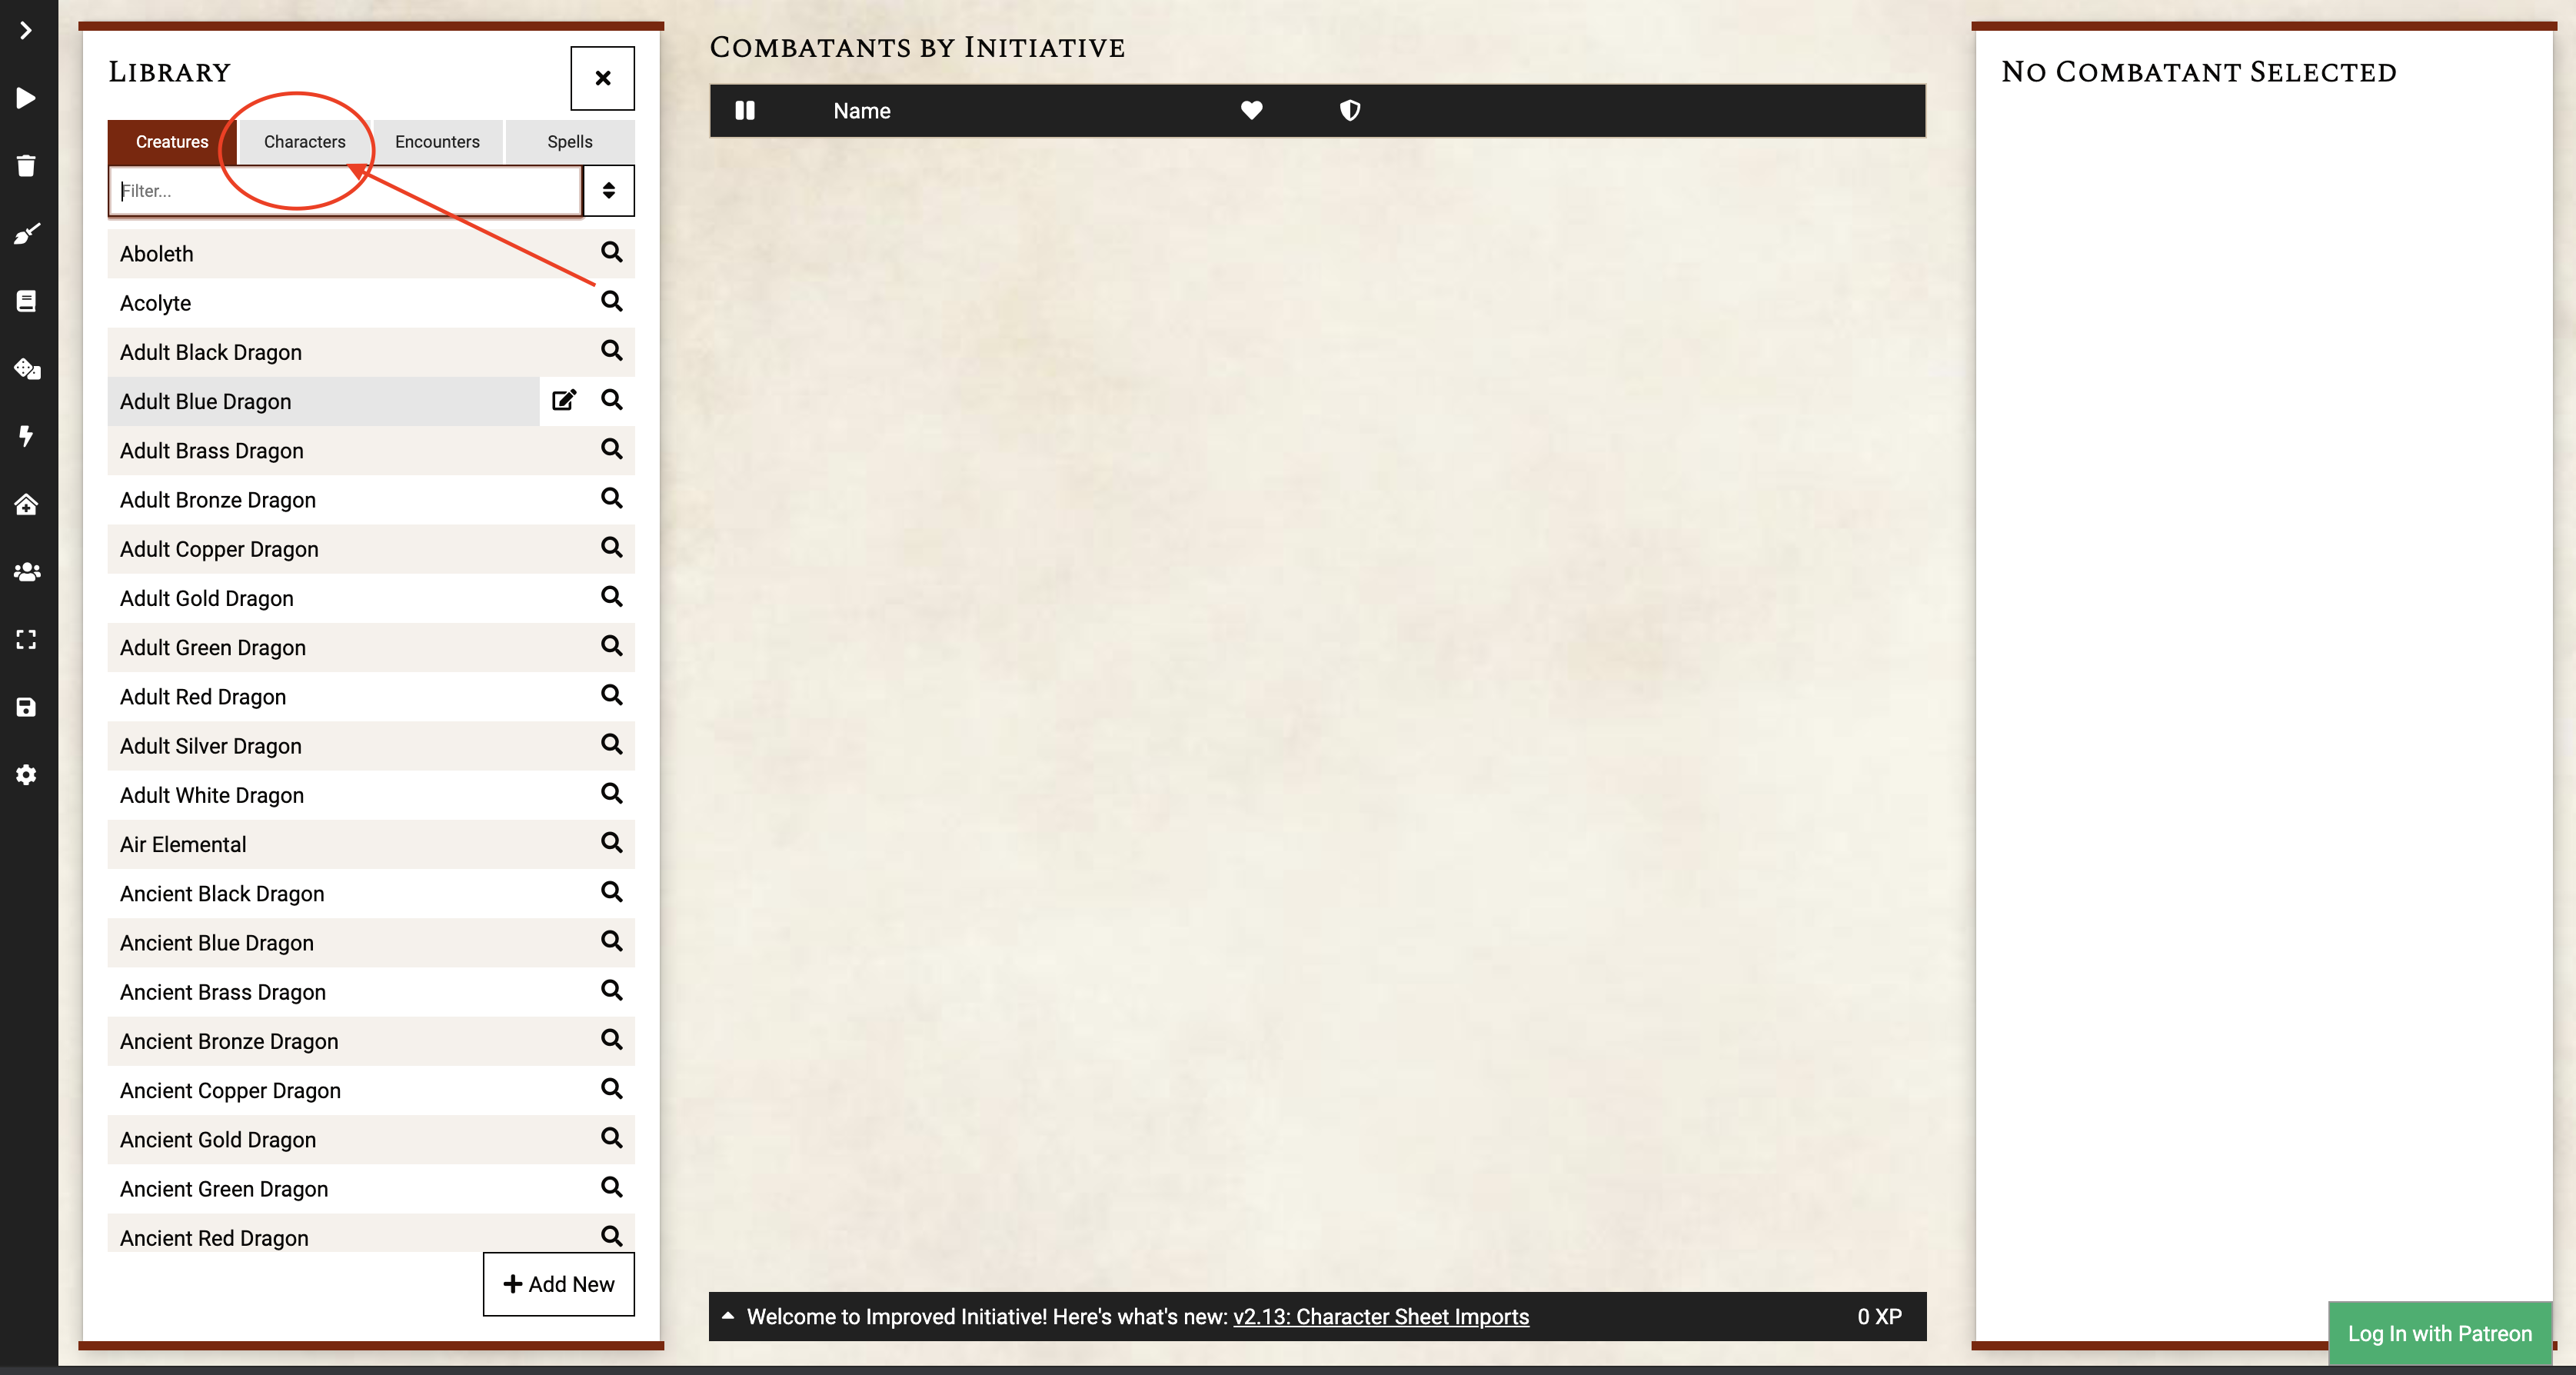 Library
Creatures Characters Encounters Spells
Filter...
Aboleth
Acolyte
Adult Black Dragon
Adult Blue Dragon
Adult Brass Dragon
Adult Bronze Dragon
Adult Copper Dragon
Adult Gold Dragon
Adult Green Dragon
Adult Red Dragon
Adult Silver Dragon
Adult White Dragon
Air Elemental
Ancient Black Dragon
Ancient Blue Dragon
Ancient Brass Dragon
Ancient Bronze Dragon
Ancient Copper Dragon
Ancient Gold Dragon
Ancient Green Dragon
Ancient Red Dragon
Add New
Combatants by Initiative
Name
Welcome to Improved Initiative! Here's what's new: v2.13: Character Sheet Imports 0 XP
No Combatant Selected
Log In with Patreon